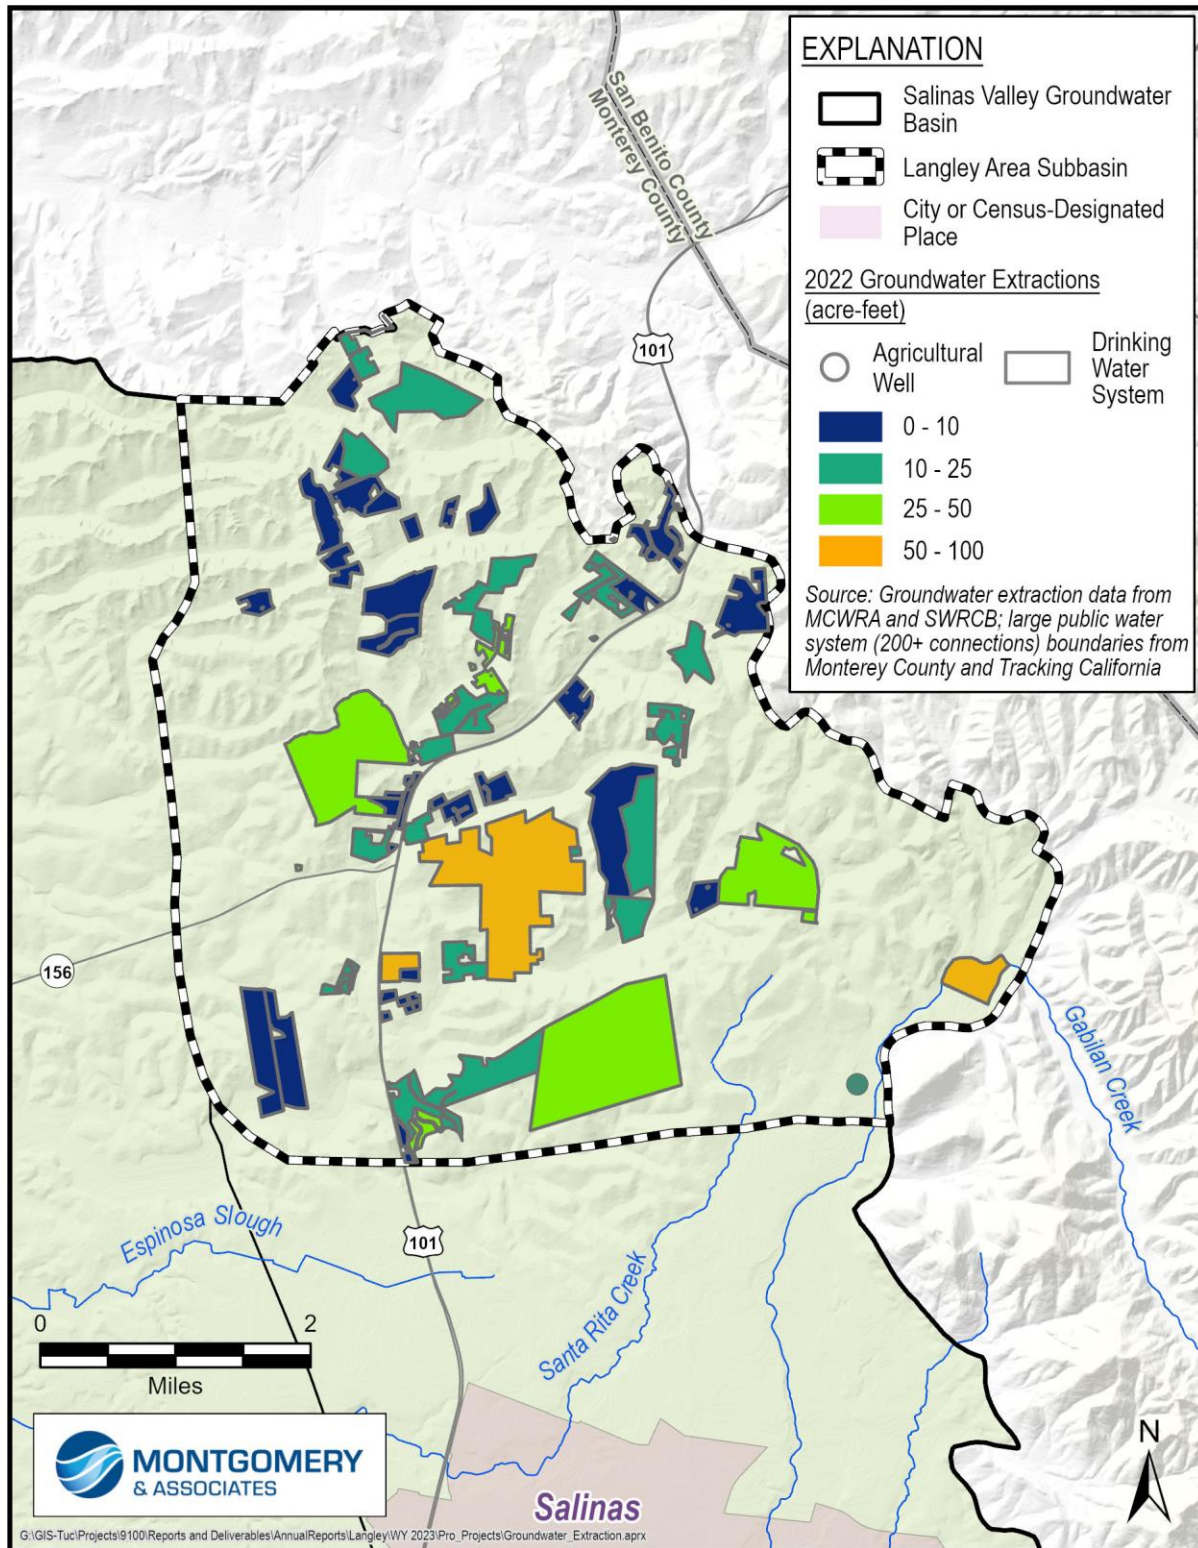 EXPLANATION
Salinas Valley Groundwater
Basin
Langley Area Subbasin
City or Census-Designated
Place
2022 Groundwater Extractions
(acre-feet)
Agricultural
Well
Drinking
Water
System
0 - 10
10 - 25
25 - 50
50 - 100
Source: Groundwater extraction data from
MCWRA and SWRCB; large public water
system (200+ connections) boundaries from
Monterey County and Tracking California
San Benito County
Monterey County
101
156
Gabilan Creek
101
Espinosa Slough
Santa Rita Creek
0 2
Miles
MONTGOMERY
& ASSOCIATES
Salinas
N
G:\GIS-Tuc\Projects\9100\Reports and Deliverables\AnnualReports\Langley\WY 2023\Pro_Projects\Groundwater_Extraction.aprx